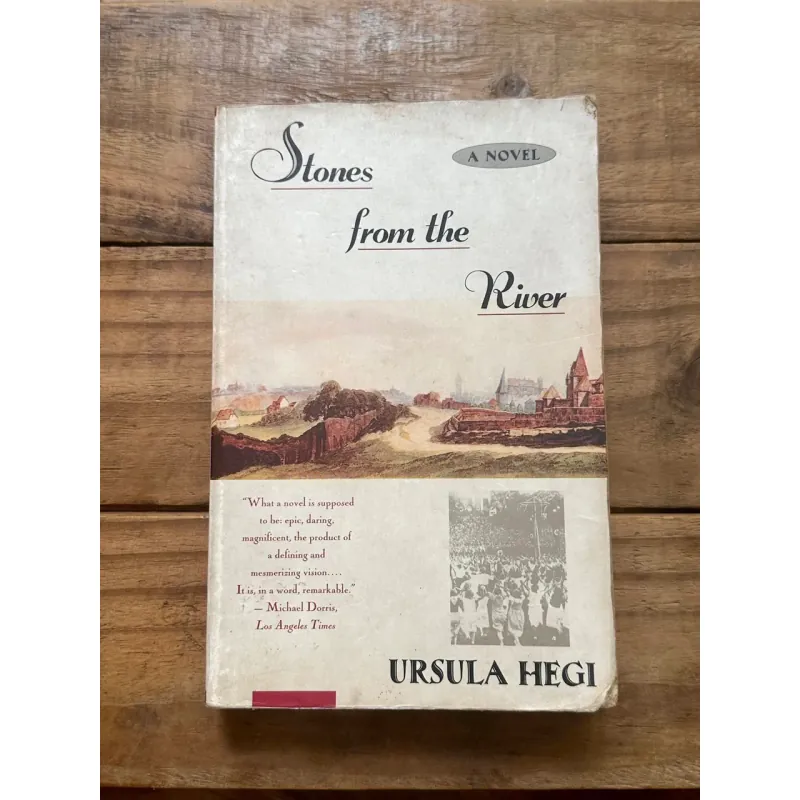 Stones
A NOVEL
from the
River
“What a novel is supposed
to be: epic, daring,
magnificent, the product of
a defining and
mesmerizing vision....
It is, in a word, remarkable.”
— Michael Dorris,
Los Angeles Times
URSULA HEGI